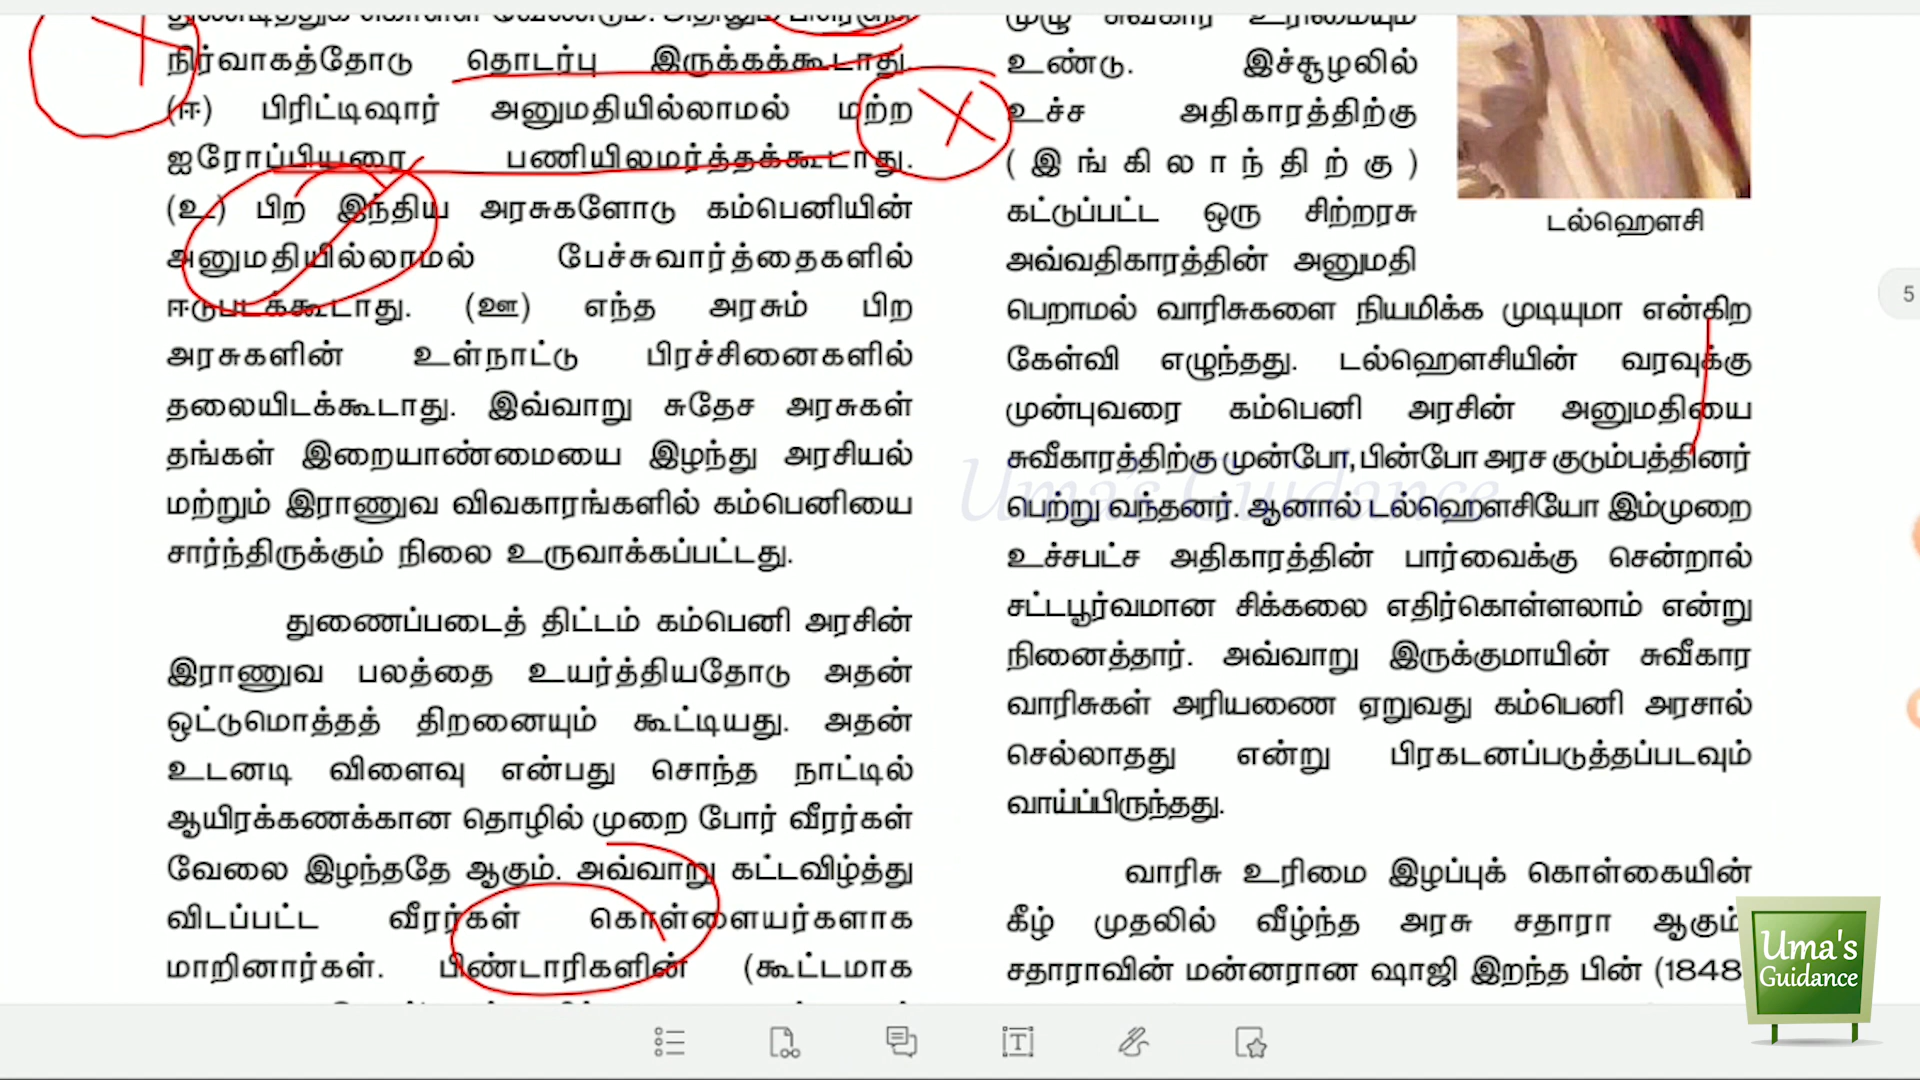 நிர்வாகத்தோடு தொடர்பு இருக்கக்கூடாது.
(ஈ) பிரிட்டிஷார் அனுமதியில்லாமல் மற்ற
ஐரோப்பியரை பணியிலமர்த்தக்கூடாது.
(உ) பிற இந்திய அரசுகளோடு கம்பெனியின்
அனுமதியில்லாமல் பேச்சுவார்த்தைகளில்
ஈடுபடக்கூடாது. (ஊ) எந்த அரசும் பிற
அரசுகளின் உள்நாட்டு பிரச்சினைகளில்
தலையிடக்கூடாது. இவ்வாறு சுதேச அரசுகள்
தங்கள் இறையாண்மையை இழந்து அரசியல்
மற்றும் இராணுவ விவகாரங்களில் கம்பெனியை
சார்ந்திருக்கும் நிலை உருவாக்கப்பட்டது.
துணைப்படைத் திட்டம் கம்பெனி அரசின்
இராணுவ பலத்தை உயர்த்தியதோடு அதன்
ஒட்டுமொத்தத் திறனையும் கூட்டியது. அதன்
உடனடி விளைவு என்பது சொந்த நாட்டில்
ஆயிரக்கணக்கான தொழில் முறை போர் வீரர்கள்
வேலை இழந்ததே ஆகும். அவ்வாறு கட்டவிழ்த்து
விடப்பட்ட வீரர்கள் கொள்ளையர்களாக
மாறினார்கள். பிண்டாரிகளின் (கூட்டமாக
முழு சுவீகார உரிமையும்
உண்டு. இச்சூழலில்
உச்ச அதிகாரத்திற்கு
(இங்கிலாந்திற்கு)
கட்டுப்பட்ட ஒரு சிற்றரசு
அவ்வதிகாரத்தின் அனுமதி
பெறாமல் வாரிசுகளை நியமிக்க முடியுமா என்கிற
கேள்வி எழுந்தது. டல்ஹௌசியின் வரவுக்கு
முன்புவரை கம்பெனி அரசின் அனுமதியை
சுவீகாரத்திற்கு முன்போ, பின்போ அரச குடும்பத்தினர்
பெற்று வந்தனர். ஆனால் டல்ஹௌசியோ இம்முறை
உச்சபட்ச அதிகாரத்தின் பார்வைக்கு சென்றால்
சட்டபூர்வமான சிக்கலை எதிர்கொள்ளலாம் என்று
நினைத்தார். அவ்வாறு இருக்குமாயின் சுவீகார
வாரிசுகள் அரியணை ஏறுவது கம்பெனி அரசால்
செல்லாதது என்று பிரகடனப்படுத்தப்படவும்
வாய்ப்பிருந்தது.
வாரிசு உரிமை இழப்புக் கொள்கையின்
கீழ் முதலில் வீழ்ந்த அரசு சதாரா ஆகும்.
சதாராவின் மன்னரான ஷாஜி இறந்த பின் (1848
டல்ஹௌசி
5
Uma's Guidance
Uma's
Guidance